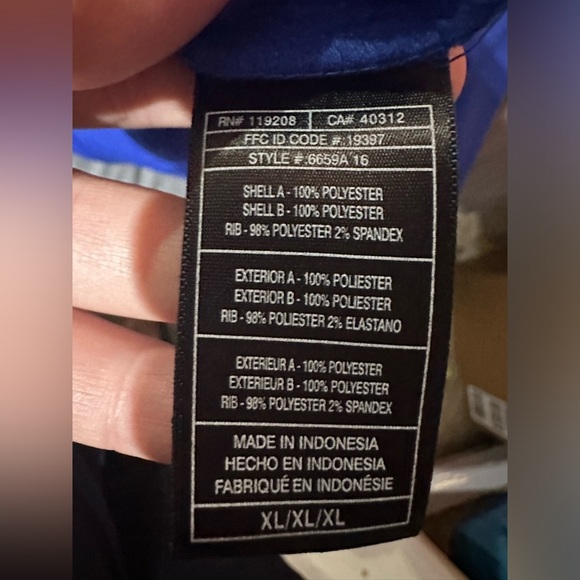 RN# 119208 CA# 40312
FFC ID CODE #:19397
STYLE #:6659A 16
SHELL A - 100% POLYESTER
SHELL B - 100% POLYESTER
RIB - 98% POLYESTER 2% SPANDEX
EXTERIOR A - 100% POLIESTER
EXTERIOR B - 100% POLIESTER
RIB - 98% POLIESTER 2% ELASTANO
EXTERIEUR A - 100% POLYESTER
EXTERIEUR B - 100% POLYESTER
RIB - 98% POLYESTER 2% SPANDEX
MADE IN INDONESIA
HECHO EN INDONESIA
FABRIQUÉ EN INDONÉSIE
XL/XL/XL